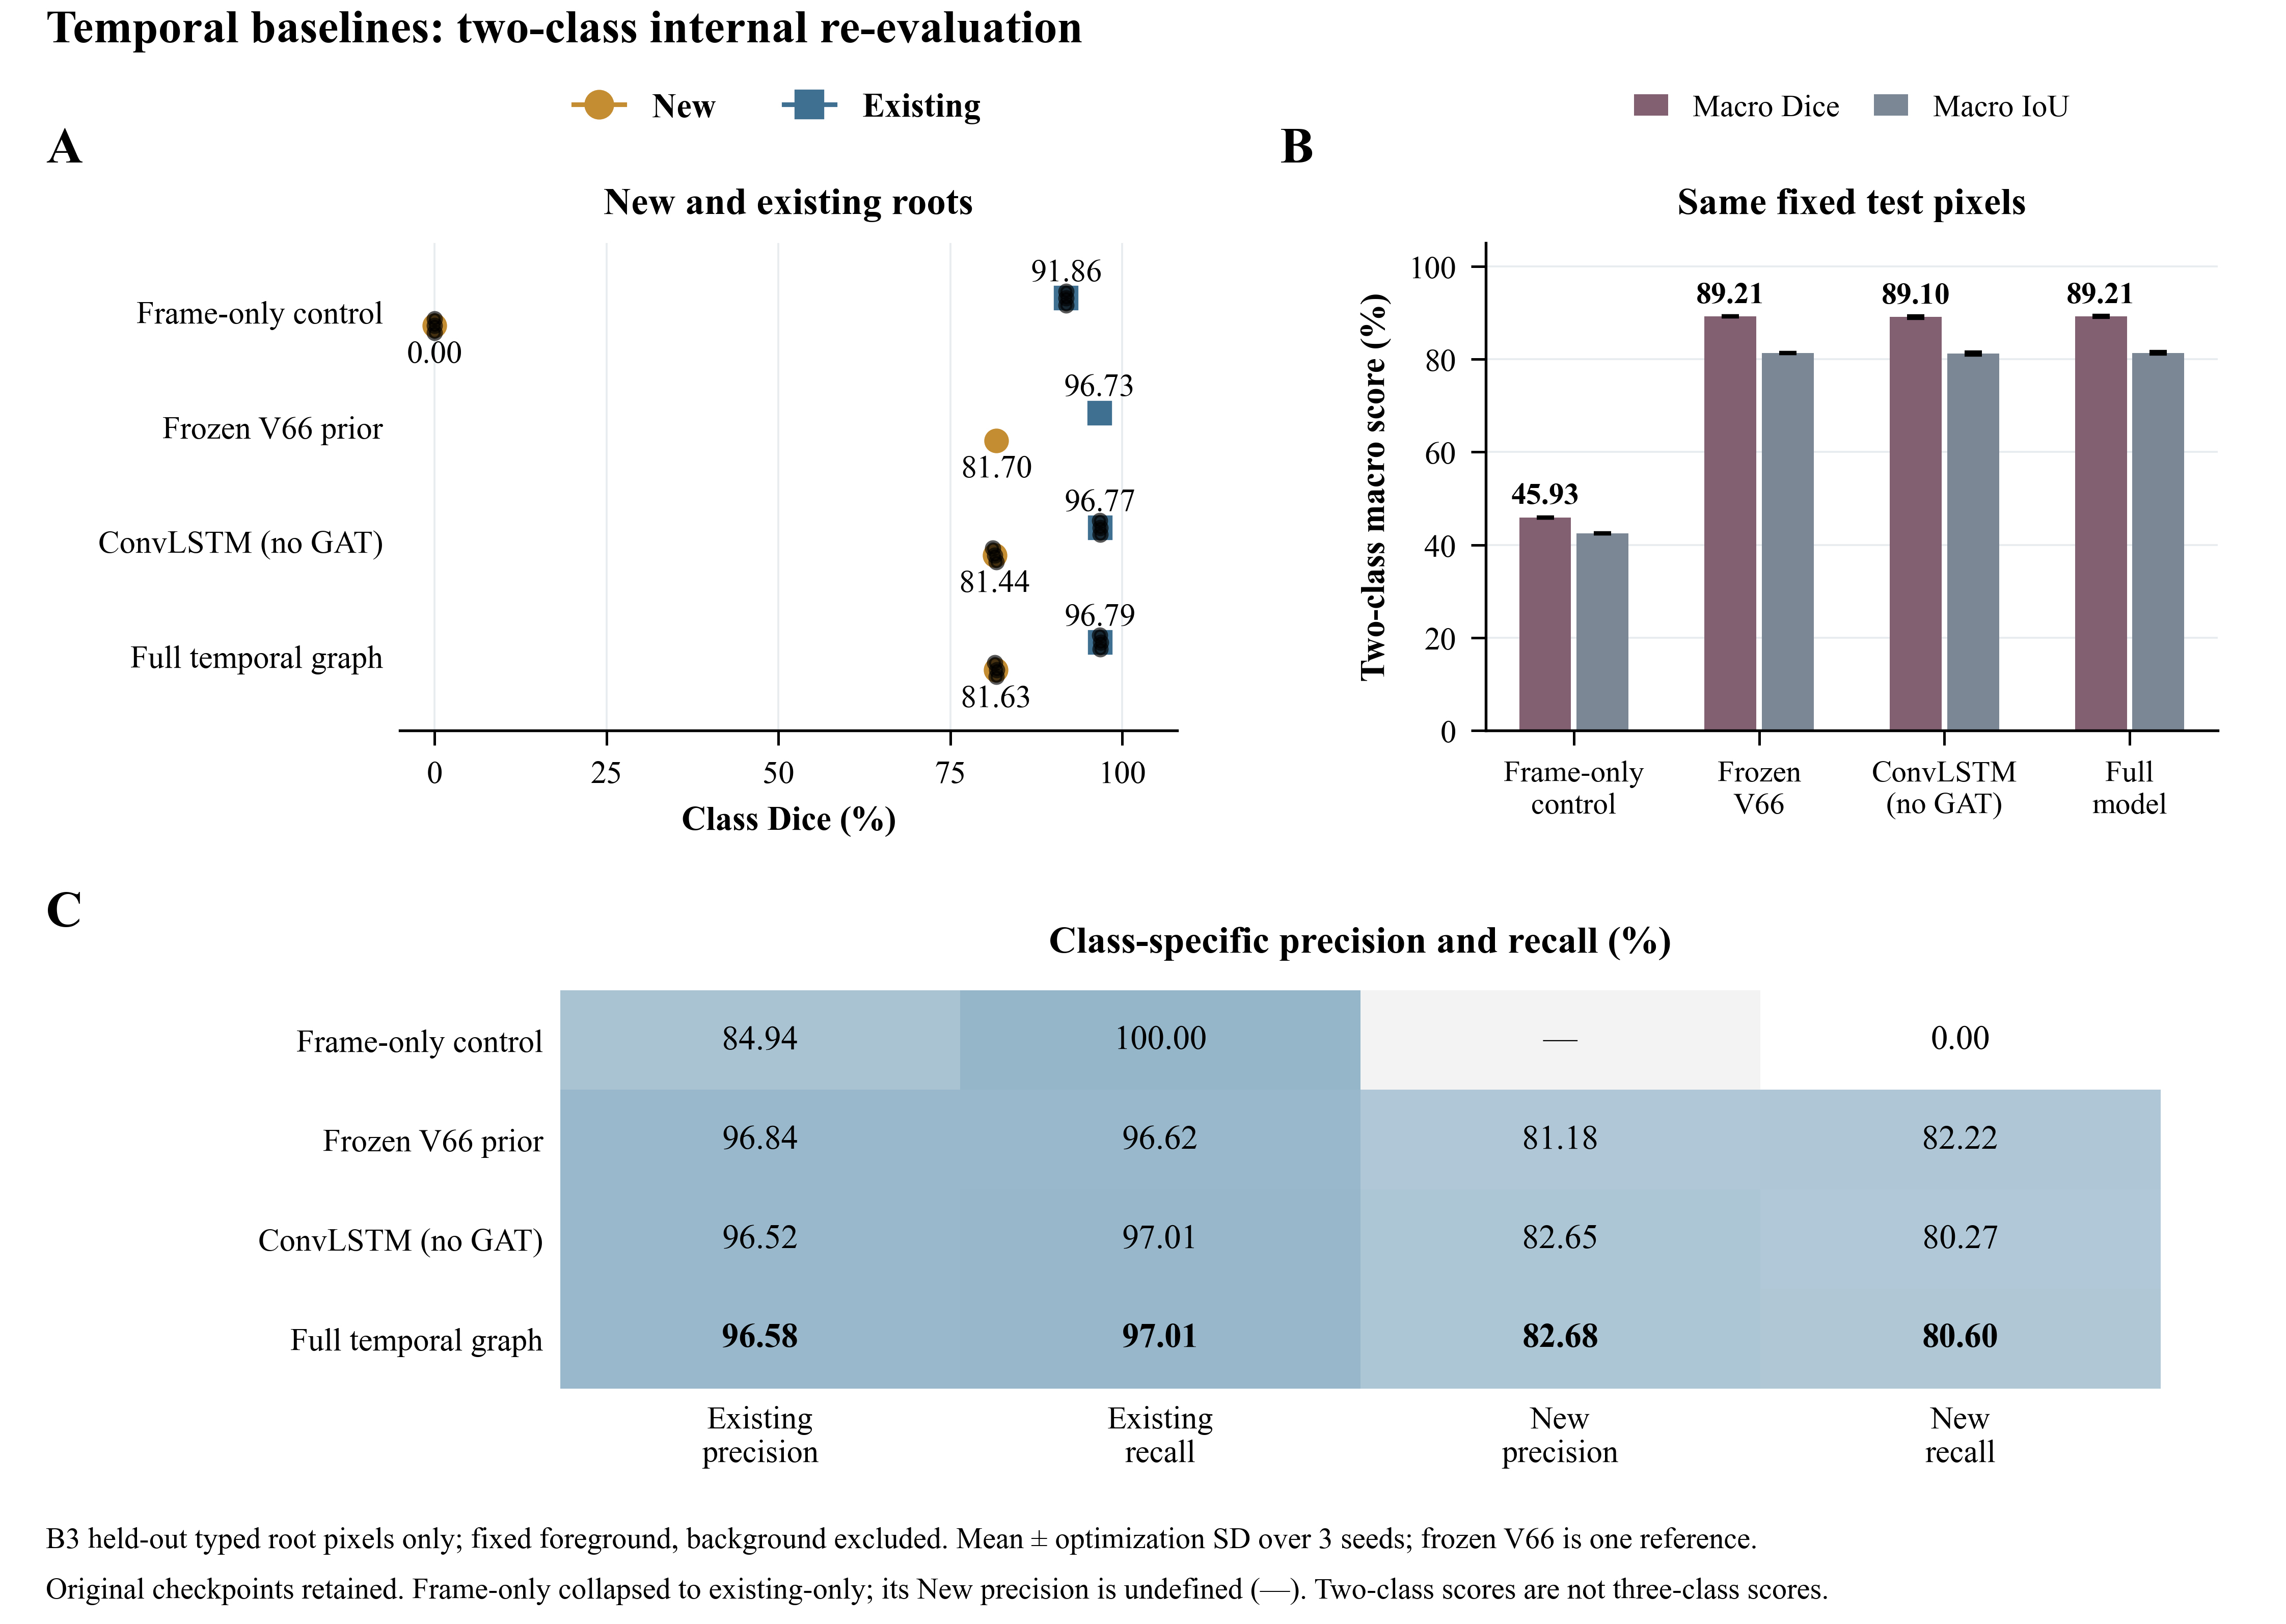 Temporal baselines: two-class internal re-evaluation
New
Existing
Macro Dice
Macro IoU
A
New and existing roots
Frame-only control
Frozen V66 prior
ConvLSTM (no GAT)
Full temporal graph
91.86
0.00
96.73
81.70
96.77
81.44
96.79
81.63
0
25
50
75
100
Class Dice (%)
B
Same fixed test pixels
Two-class macro score (%)
100
80
60
40
20
0
45.93
89.21
89.10
89.21
Frame-only
control
Frozen
V66
ConvLSTM
(no GAT)
Full
model
C
Class-specific precision and recall (%)
Frame-only control 84.94 100.00 — 0.00
Frozen V66 prior 96.84 96.62 81.18 82.22
ConvLSTM (no GAT) 96.52 97.01 82.65 80.27
Full temporal graph 96.58 97.01 82.68 80.60
Existing
precision
Existing
recall
New
precision
New
recall
B3 held-out typed root pixels only; fixed foreground, background excluded. Mean ± optimization SD over 3 seeds; frozen V66 is one reference.
Original checkpoints retained. Frame-only collapsed to existing-only; its New precision is undefined (—). Two-class scores are not three-class scores.